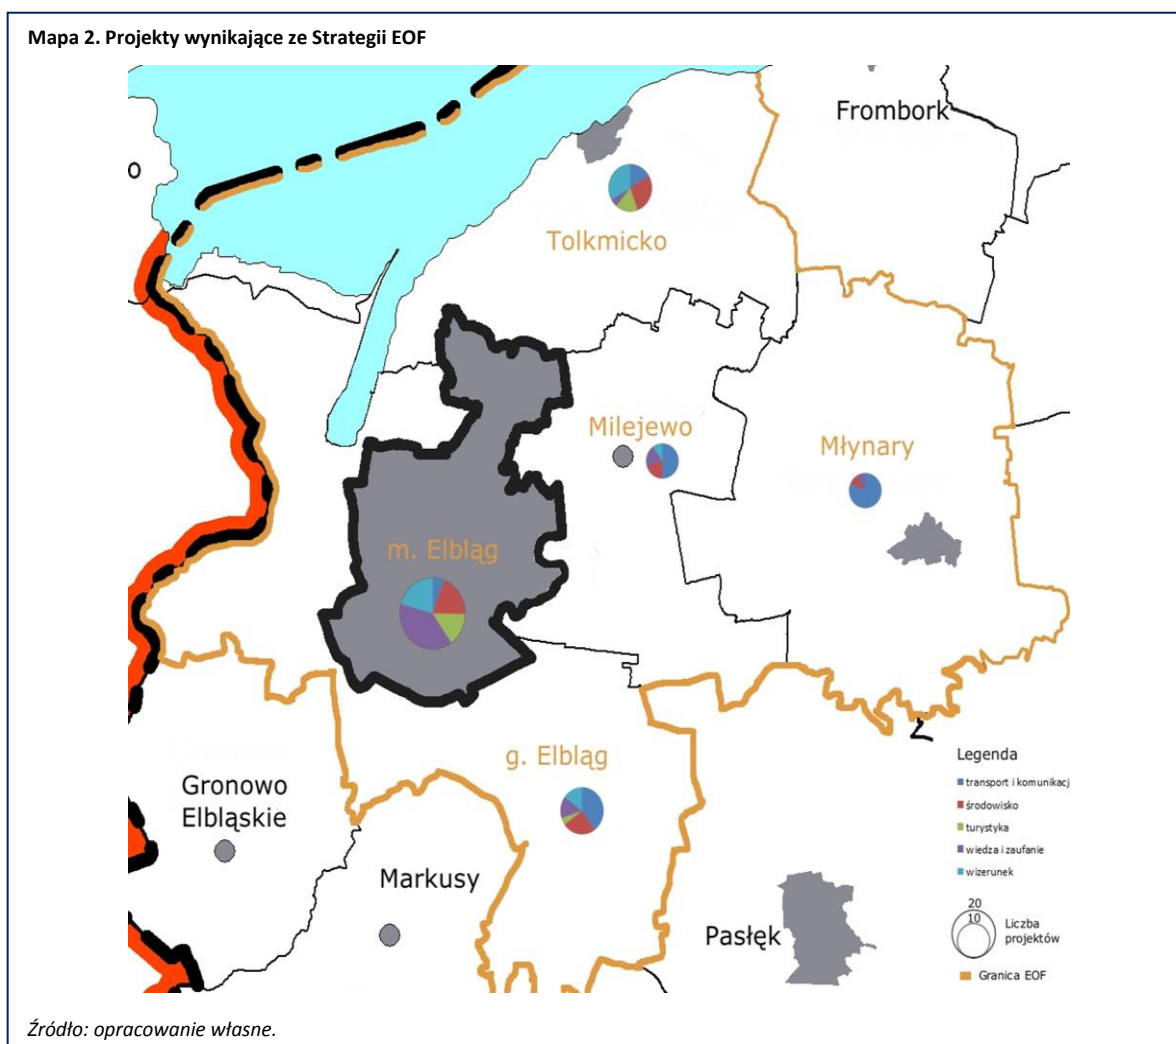 Mapa 2. Projekty wynikające ze Strategii EOF
Frombork
o
Tolkmicko
Milejewo
Młynary
m. Elbląg
g. Elbląg
Gronowo
Elbląskie
Markusy
Pasłęk
Legenda
transport i komunikacj
środowisko
turystyka
wiedza i zaufanie
wizerunek
20
10
Liczba
projektów
Granica EOF
Źródło: opracowanie własne.